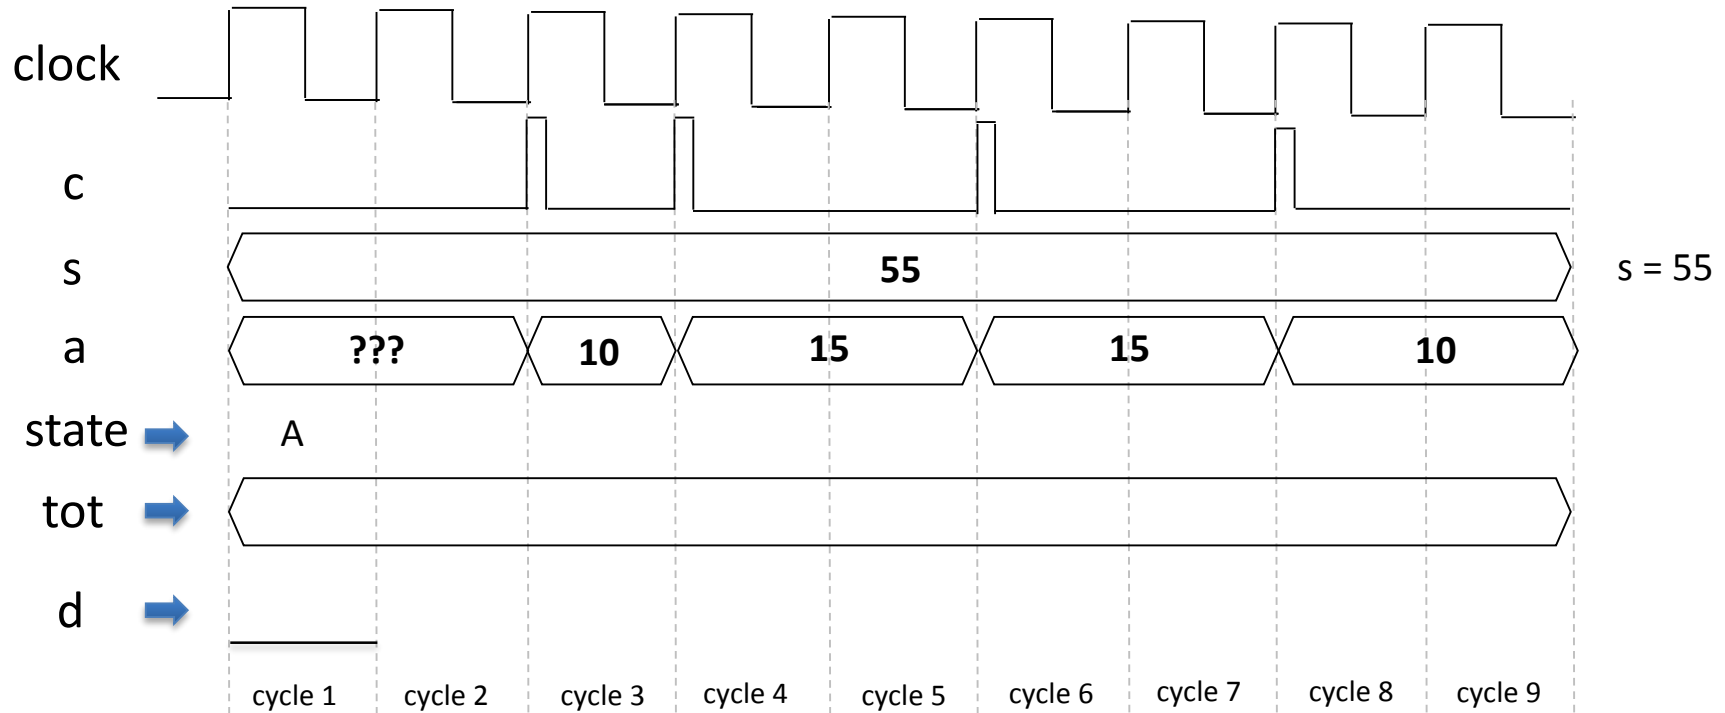 clock
c
s 55 s = 55
a ??? 10 15 15 10
state A
tot
d
cycle 1 cycle 2 cycle 3 cycle 4 cycle 5 cycle 6 cycle 7 cycle 8 cycle 9